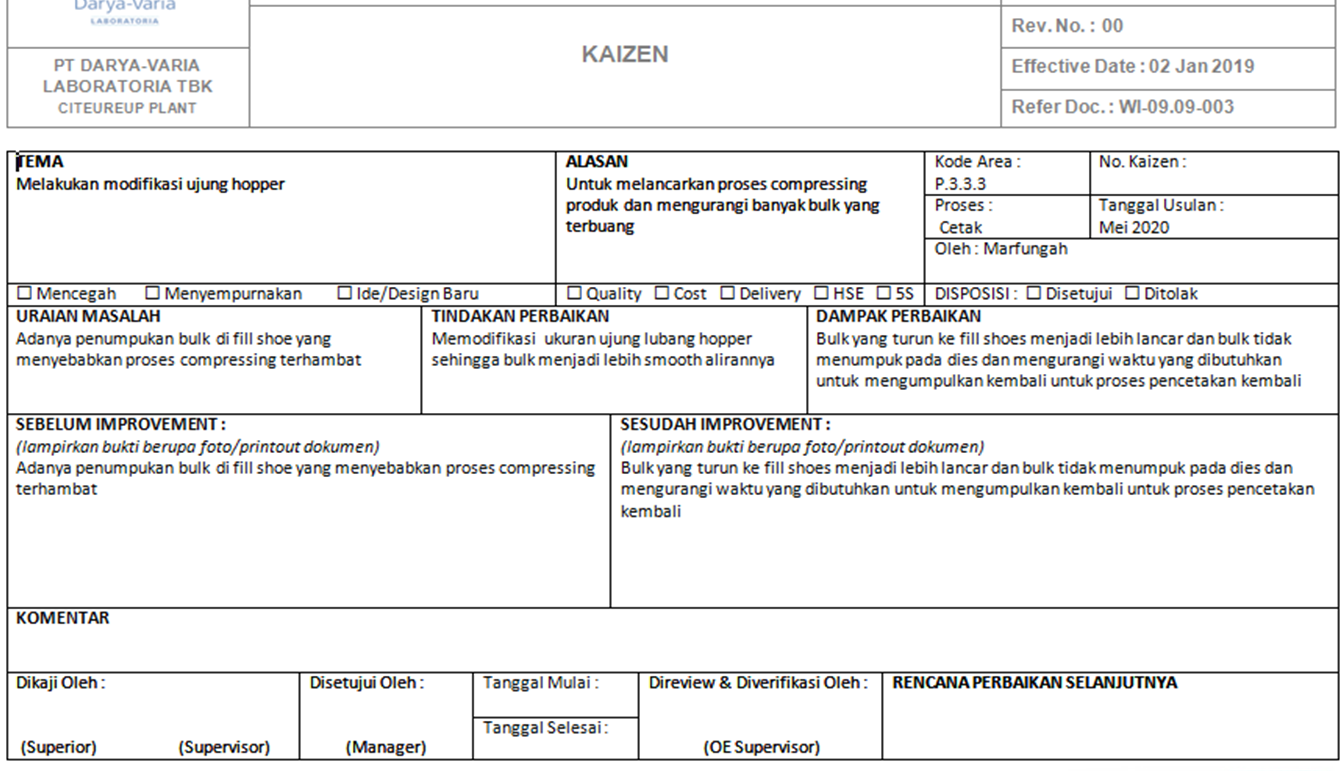 Darya-Varia
LABORATORIA
PT DARYA-VARIA
LABORATORIA TBK
CITEUREUP PLANT
KAIZEN
Rev. No. : 00
Effective Date : 02 Jan 2019
Refer Doc. : WI-09.09-003
TEMA
Melakukan modifikasi ujung hopper
ALASAN
Untuk melancarkan proses compressing
produk dan mengurangi banyak bulk yang
terbuang
Kode Area :
P.3.3.3
No. Kaizen :
Proses :
Cetak
Tanggal Usulan :
Mei 2020
Oleh : Marfungah
☐ Mencegah ☐ Menyempurnakan ☐ Ide/Design Baru
☐ Quality ☐ Cost ☐ Delivery ☐ HSE ☐ 5S
DISPOSISI : ☐ Disetujui ☐ Ditolak
URAIAN MASALAH
Adanya penumpukan bulk di fill shoe yang
menyebabkan proses compressing terhambat
TINDAKAN PERBAIKAN
Memodifikasi ukuran ujung lubang hopper
sehingga bulk menjadi lebih smooth alirannya
DAMPAK PERBAIKAN
Bulk yang turun ke fill shoes menjadi lebih lancar dan bulk tidak
menumpuk pada dies dan mengurangi waktu yang dibutuhkan
untuk mengumpulkan kembali untuk proses pencetakan kembali
SEBELUM IMPROVEMENT :
(lampirkan bukti berupa foto/printout dokumen)
Adanya penumpukan bulk di fill shoe yang menyebabkan proses compressing
terhambat
SESUDAH IMPROVEMENT :
(lampirkan bukti berupa foto/printout dokumen)
Bulk yang turun ke fill shoes menjadi lebih lancar dan bulk tidak menumpuk pada dies dan
mengurangi waktu yang dibutuhkan untuk mengumpulkan kembali untuk proses pencetakan
kembali
KOMENTAR
Dikaji Oleh :
(Superior) (Supervisor)
Disetujui Oleh :
(Manager)
Tanggal Mulai :
Tanggal Selesai :
Direview & Diverifikasi Oleh :
(OE Supervisor)
RENCANA PERBAIKAN SELANJUTNYA